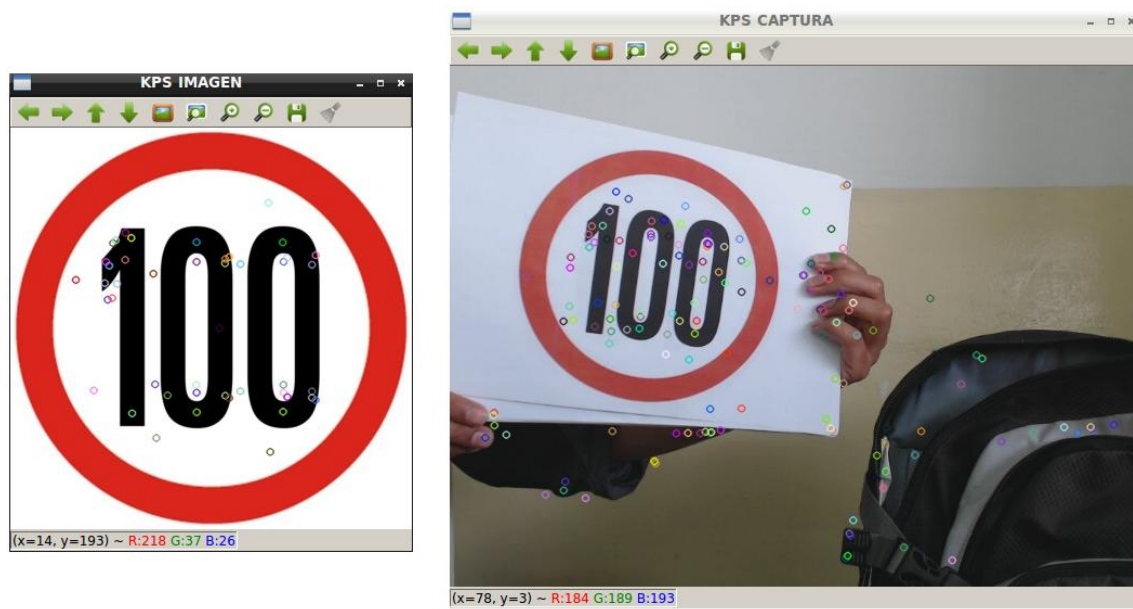 KPS IMAGEN
100
(x=14, y=193) ~ R:218 G:37 B:26
KPS CAPTURA
100
(x=78, y=3) ~ R:184 G:189 B:193